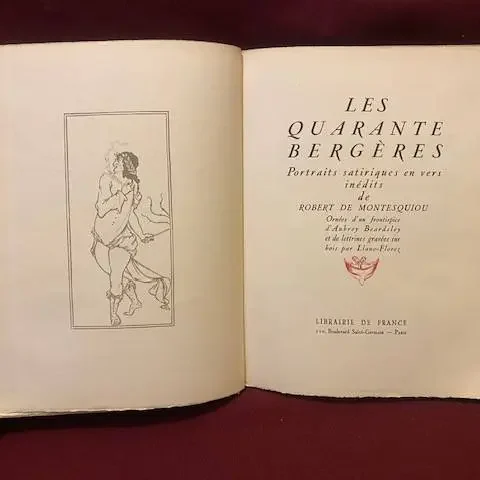 LES
QUARANTE
BERGÈRES
Portraits satiriques en vers
inédits
de
ROBERT DE MONTESQUIOU
Ornées d'un frontispice
d'Aubrey Beardsley
et de lettrines gravées sur
bois par Llano-Florez
LIBRAIRIE DE FRANCE
110, Boulevard Saint-Germain — Paris